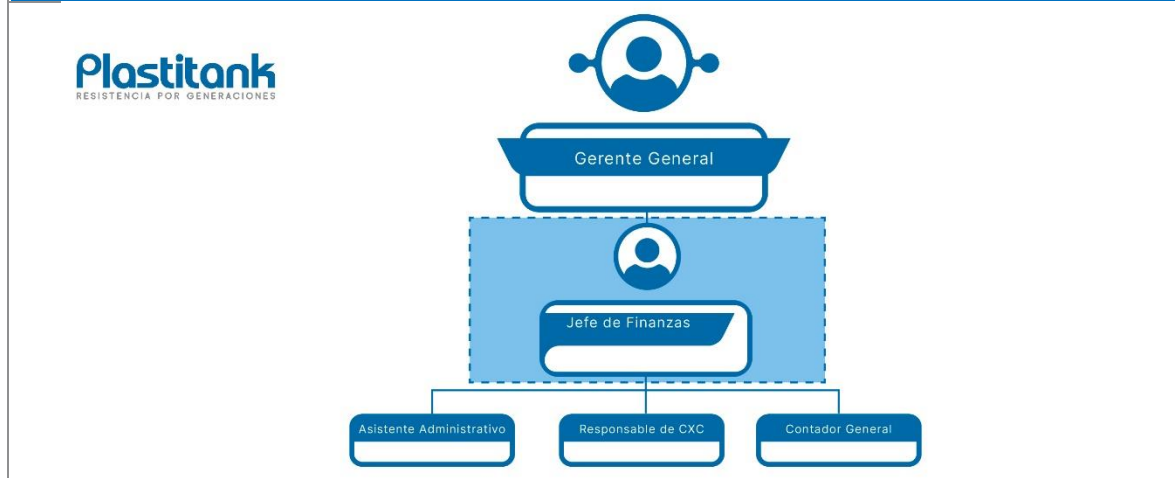 Plastitank
RESISTENCIA POR GENERACIONES
Gerente General
Jefe de Finanzas
Asistente Administrativo
Responsable de CXC
Contador General